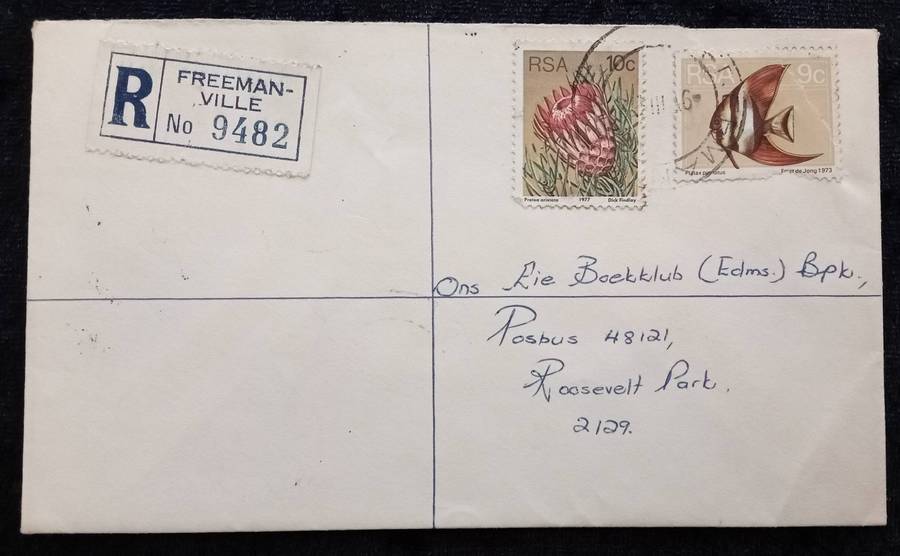 R
FREEMAN-
VILLE
No 9482
RSA 10c
Protea aristata 1977 Dick Findlay
RSA 9c
Platax pinnatus Ernst de Jong 1973
Ons Eie Boekklub (Edms.) Bpk.,
Posbus 48121,
Roosevelt Park.
2129.